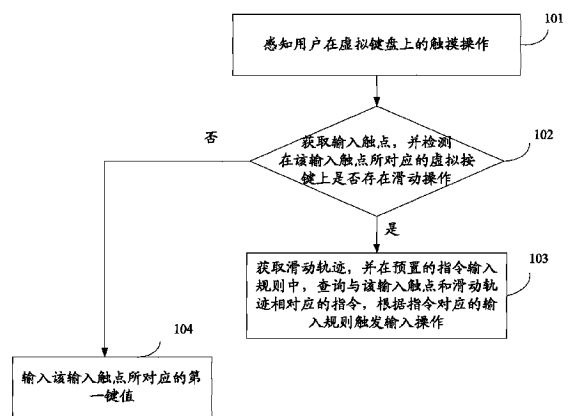 101
感知用户在虚拟键盘上的触摸操作
否
102
获取输入触点，并检测
在该输入触点所对应的虚拟按
键上是否存在滑动操作
是
103
获取滑动轨迹，并在预置的指令输入
规则中，查询与该输入触点和滑动轨
迹相对应的指令，根据指令对应的输
入规则触发输入操作
104
输入该输入触点所对应的第
一键值